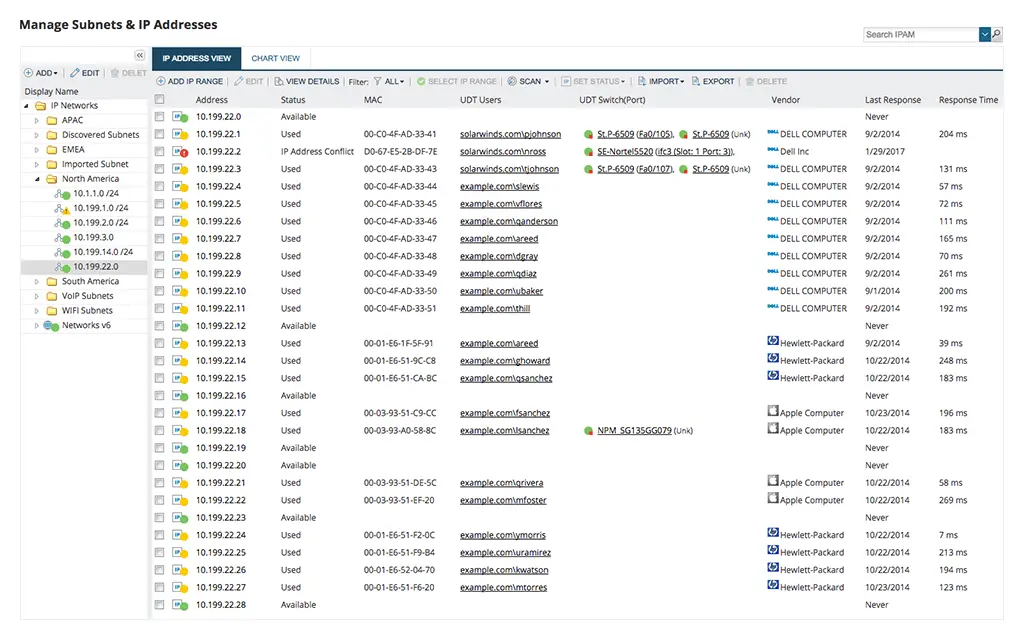 Manage Subnets & IP Addresses
Search IPAM
ADD EDIT DELET
Display Name
IP Networks
APAC
Discovered Subnets
EMEA
Imported Subnet
North America
10.1.1.0 /24
10.199.1.0 /24
10.199.2.0 /24
10.199.3.0
10.199.14.0 /24
10.199.22.0
South America
VoIP Subnets
WIFI Subnets
Networks v6
IP ADDRESS VIEW CHART VIEW
ADD IP RANGE EDIT VIEW DETAILS Filter: ALL SELECT IP RANGE SCAN SET STATUS IMPORT EXPORT DELETE
Address Status MAC UDT Users UDT Switch(Port) Vendor Last Response Response Time
10.199.22.0 Available Never
10.199.22.1 Used 00-C0-4F-AD-33-41 solarwinds.com\pjohnson St.P-6509 (Fa0/105), St.P-6509 (Unk) DELL COMPUTER 9/2/2014 204 ms
10.199.22.2 IP Address Conflict D0-67-E5-2B-DF-7E solarwinds.com\nross SE-Nortel5520 (ifc3 (Slot: 1 Port: 3)), Dell Inc 1/29/2017
10.199.22.3 Used 00-C0-4F-AD-33-43 solarwinds.com\tjohnson St.P-6509 (Fa0/107), St.P-6509 (Unk) DELL COMPUTER 9/2/2014 131 ms
10.199.22.4 Used 00-C0-4F-AD-33-44 example.com\slewis DELL COMPUTER 9/2/2014 57 ms
10.199.22.5 Used 00-C0-4F-AD-33-45 example.com\vflores DELL COMPUTER 9/2/2014 72 ms
10.199.22.6 Used 00-C0-4F-AD-33-46 example.com\ganderson DELL COMPUTER 9/2/2014 111 ms
10.199.22.7 Used 00-C0-4F-AD-33-47 example.com\areed DELL COMPUTER 9/2/2014 165 ms
10.199.22.8 Used 00-C0-4F-AD-33-48 example.com\dgray DELL COMPUTER 9/2/2014 70 ms
10.199.22.9 Used 00-C0-4F-AD-33-49 example.com\gdiaz DELL COMPUTER 9/2/2014 261 ms
10.199.22.10 Used 00-C0-4F-AD-33-50 example.com\ubaker DELL COMPUTER 9/1/2014 200 ms
10.199.22.11 Used 00-C0-4F-AD-33-51 example.com\thill DELL COMPUTER 9/2/2014 192 ms
10.199.22.12 Available Never
10.199.22.13 Used 00-01-E6-1F-5F-91 example.com\areed Hewlett-Packard 9/2/2014 39 ms
10.199.22.14 Used 00-01-E6-51-9C-C8 example.com\ghoward Hewlett-Packard 10/22/2014 248 ms
10.199.22.15 Used 00-01-E6-51-CA-BC example.com\gsanchez Hewlett-Packard 10/22/2014 183 ms
10.199.22.16 Available Never
10.199.22.17 Used 00-03-93-51-C9-CC example.com\fsanchez Apple Computer 10/23/2014 196 ms
10.199.22.18 Used 00-03-93-A0-58-8C example.com\lsanchez NPM_SG135GG079 (Unk) Apple Computer 10/22/2014 183 ms
10.199.22.19 Available Never
10.199.22.20 Available Never
10.199.22.21 Used 00-03-93-51-DE-5C example.com\grivera Apple Computer 10/22/2014 58 ms
10.199.22.22 Used 00-03-93-51-EF-20 example.com\mfoster Apple Computer 10/22/2014 269 ms
10.199.22.23 Available Never
10.199.22.24 Used 00-01-E6-51-F2-0C example.com\ymorris Hewlett-Packard 10/22/2014 7 ms
10.199.22.25 Used 00-01-E6-51-F9-B4 example.com\uramirez Hewlett-Packard 10/22/2014 213 ms
10.199.22.26 Used 00-01-E6-52-04-70 example.com\kwatson Hewlett-Packard 10/22/2014 194 ms
10.199.22.27 Used 00-01-E6-51-F6-20 example.com\mtorres Hewlett-Packard 10/23/2014 123 ms
10.199.22.28 Available Never